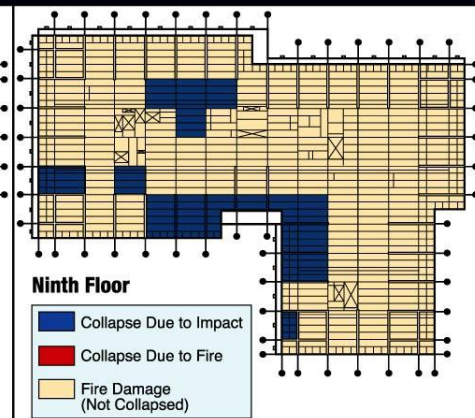 Ninth Floor
Collapse Due to Impact
Collapse Due to Fire
Fire Damage
(Not Collapsed)